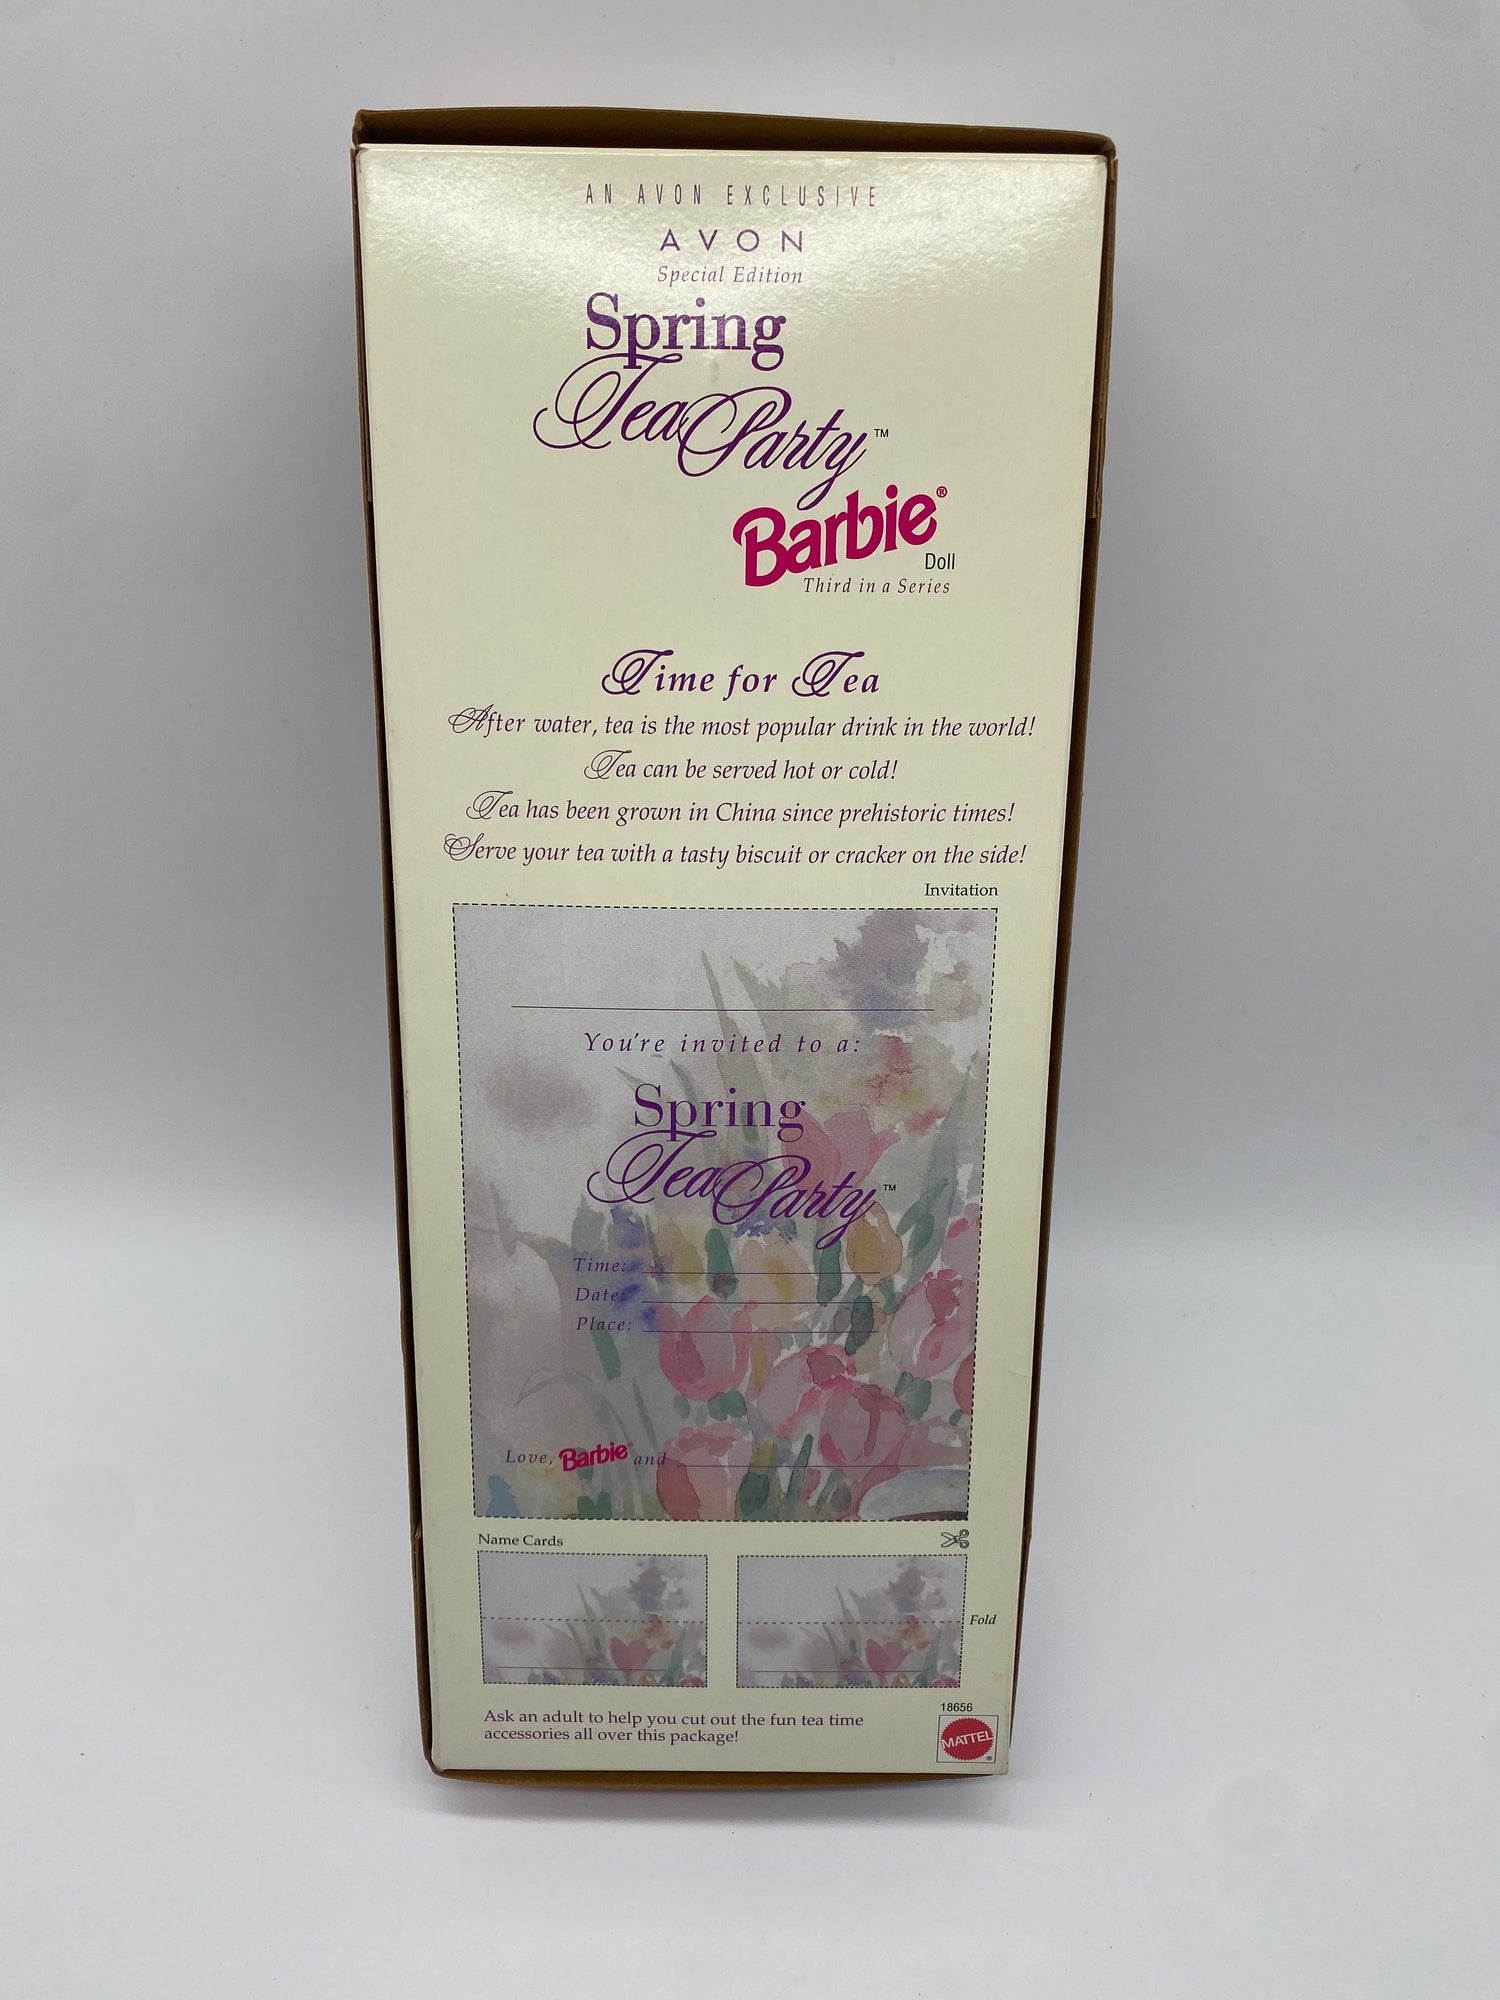 AN AVON EXCLUSIVE
AVON
Special Edition
Spring
Tea Party™
Barbie®
Doll
Third in a Series
Time for Tea
After water, tea is the most popular drink in the world!
Tea can be served hot or cold!
Tea has been grown in China since prehistoric times!
Serve your tea with a tasty biscuit or cracker on the side!
Invitation
You're invited to a:
Spring
Tea Party™
Time:
Date:
Place:
Love, Barbie and
Name Cards
Fold
Ask an adult to help you cut out the fun tea time
accessories all over this package!
18656
MATTEL®